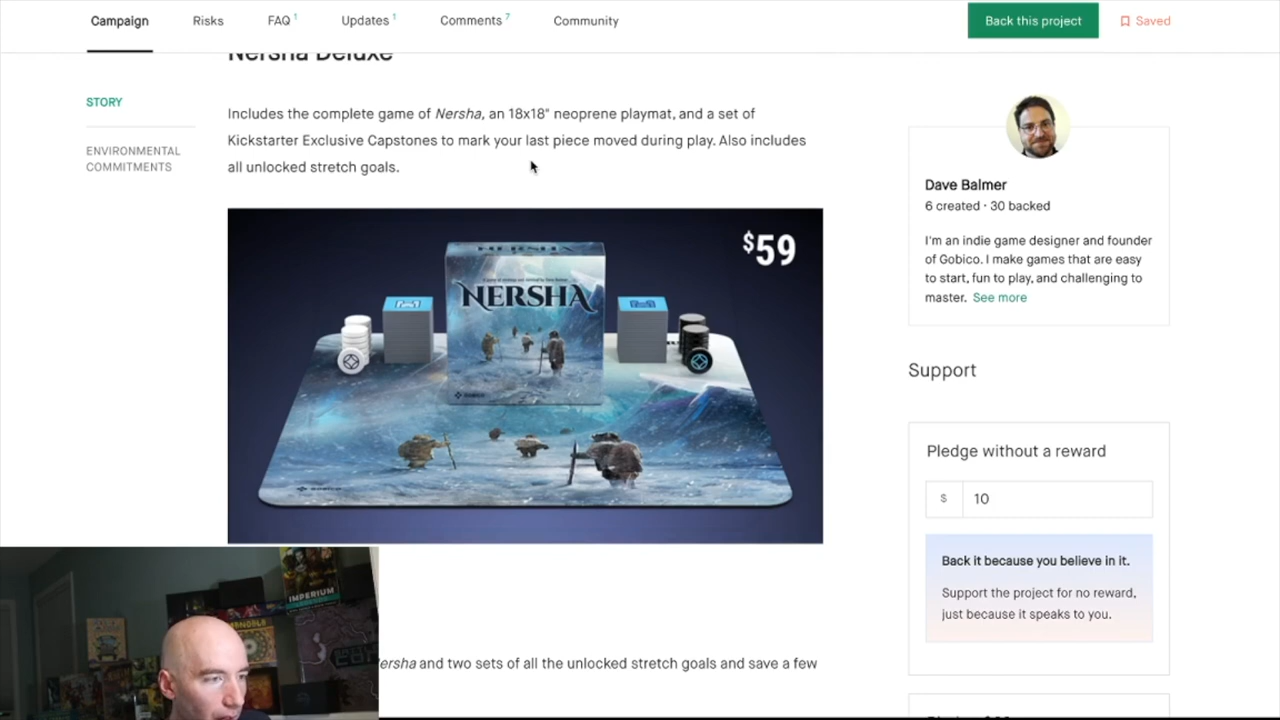 Campaign
Risks
FAQ 1
Updates 1
Comments 7
Community
Back this project
Saved
Nersha Deluxe
STORY
ENVIRONMENTAL
COMMITMENTS
Includes the complete game of Nersha, an 18x18" neoprene playmat, and a set of
Kickstarter Exclusive Capstones to mark your last piece moved during play. Also includes
all unlocked stretch goals.
$59
NERSHA
GOBICO
Dave Balmer
6 created · 30 backed
I'm an indie game designer and founder
of Gobico. I make games that are easy
to start, fun to play, and challenging to
master. See more
Support
Pledge without a reward
$ 10
Back it because you believe in it.
Support the project for no reward,
just because it speaks to you.
ersha and two sets of all the unlocked stretch goals and save a few
IMPERIUM